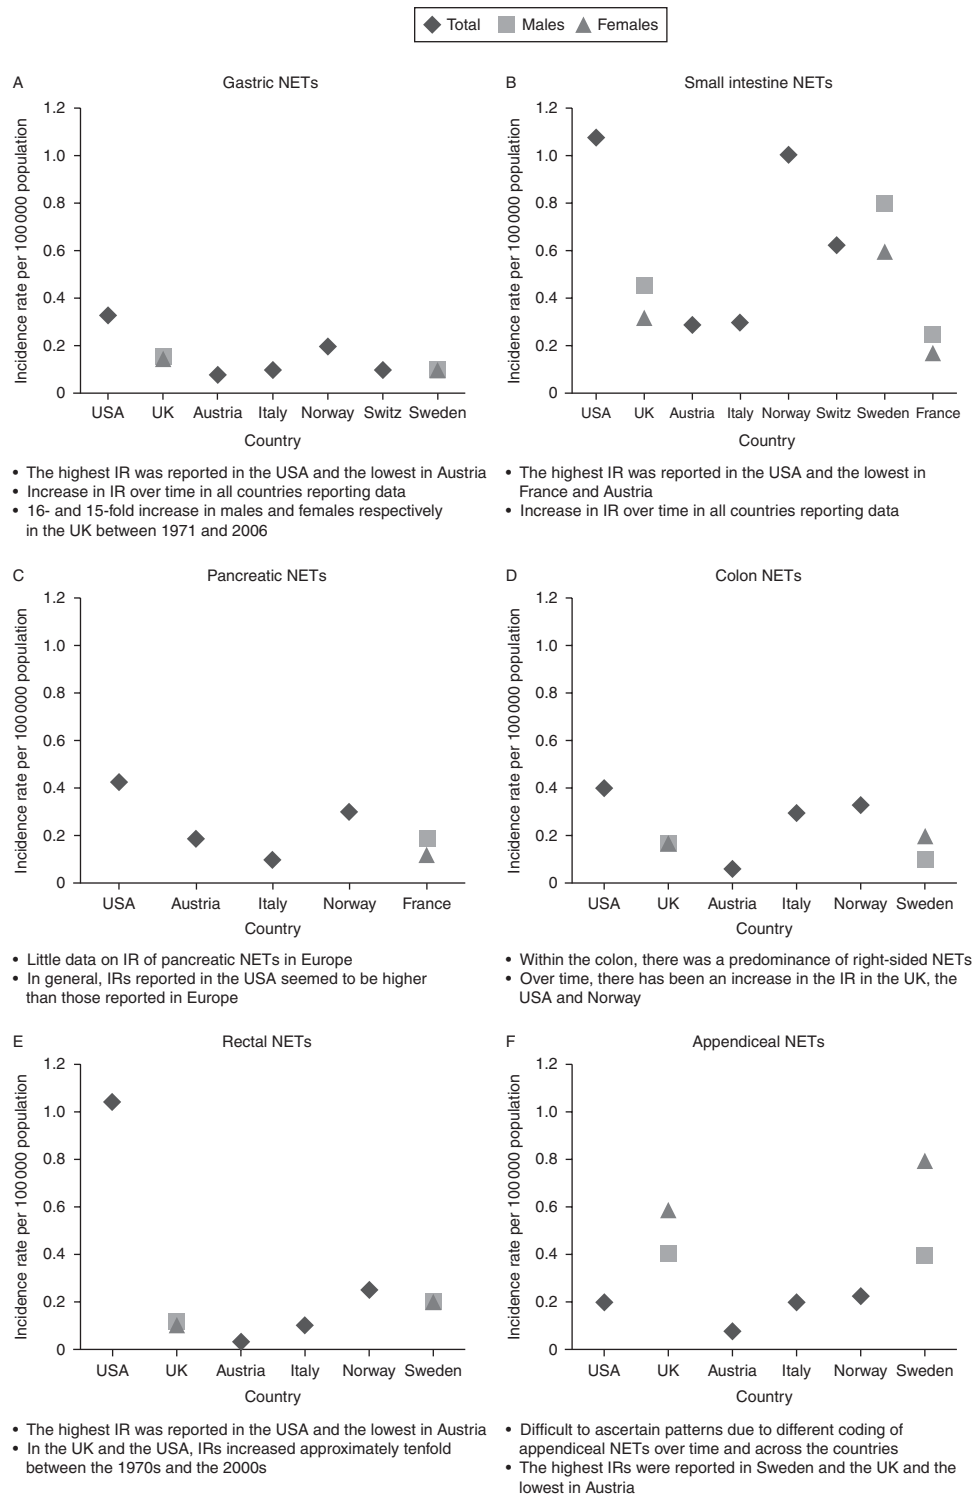 Total Males Females
A Gastric NETs
Incidence rate per 100 000 population
1.2
1.0
0.8
0.6
0.4
0.2
0
USA UK Austria Italy Norway Switz Sweden
Country
• The highest IR was reported in the USA and the lowest in Austria
• Increase in IR over time in all countries reporting data
• 16- and 15-fold increase in males and females respectively
in the UK between 1971 and 2006
B Small intestine NETs
Incidence rate per 100 000 population
1.2
1.0
0.8
0.6
0.4
0.2
0
USA UK Austria Italy Norway Switz Sweden France
Country
• The highest IR was reported in the USA and the lowest in
France and Austria
• Increase in IR over time in all countries reporting data
C Pancreatic NETs
Incidence rate per 100 000 population
1.2
1.0
0.8
0.6
0.4
0.2
0
USA Austria Italy Norway France
Country
• Little data on IR of pancreatic NETs in Europe
• In general, IRs reported in the USA seemed to be higher
than those reported in Europe
D Colon NETs
Incidence rate per 100 000 population
1.2
1.0
0.8
0.6
0.4
0.2
0
USA UK Austria Italy Norway Sweden
Country
• Within the colon, there was a predominance of right-sided NETs
• Over time, there has been an increase in the IR in the UK, the
USA and Norway
E Rectal NETs
Incidence rate per 100 000 population
1.2
1.0
0.8
0.6
0.4
0.2
0
USA UK Austria Italy Norway Sweden
Country
• The highest IR was reported in the USA and the lowest in Austria
• In the UK and the USA, IRs increased approximately tenfold
between the 1970s and the 2000s
F Appendiceal NETs
Incidence rate per 100 000 population
1.2
1.0
0.8
0.6
0.4
0.2
0
USA UK Austria Italy Norway Sweden
Country
• Difficult to ascertain patterns due to different coding of
appendiceal NETs over time and across the countries
• The highest IRs were reported in Sweden and the UK and the
lowest in Austria